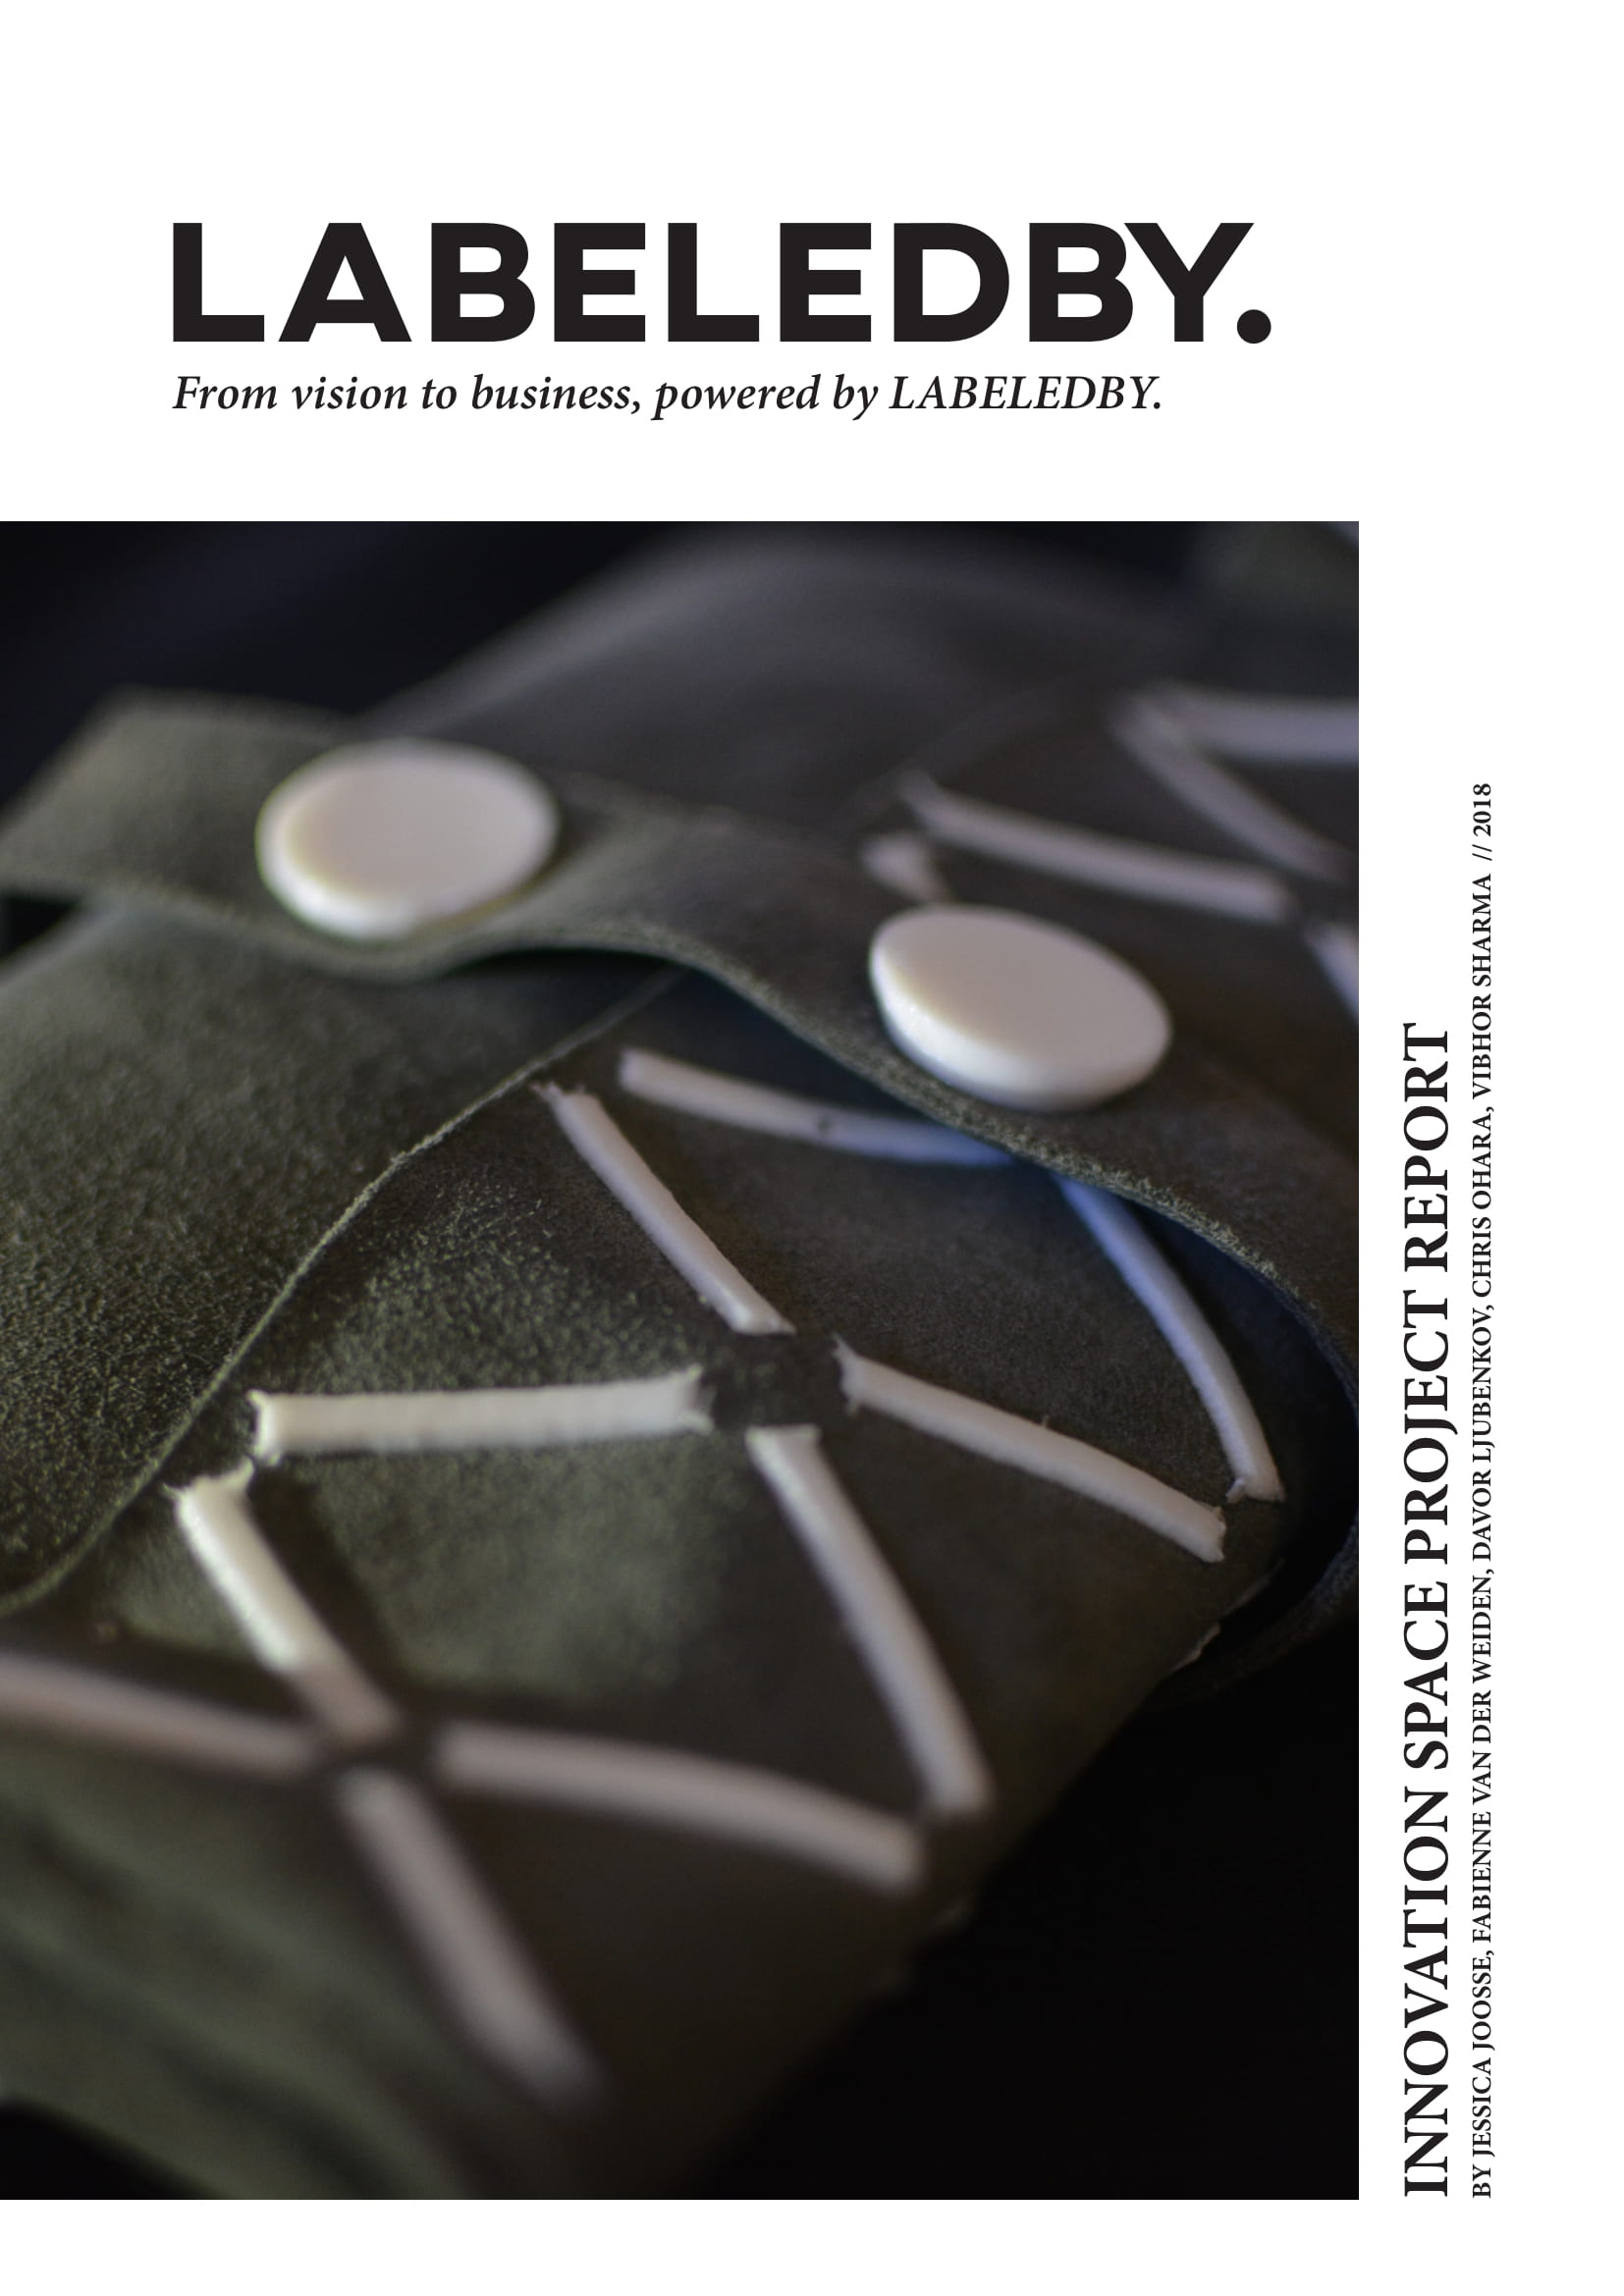 LABELEDBY.
From vision to business, powered by LABELEDBY.
INNOVATION SPACE PROJECT REPORT
BY JESSICA JOOSSE, FABIENNE VAN DER WEIDEN, DAVOR LJUBENKOV, CHRIS OHARA, VIBHOR SHARMA // 2018